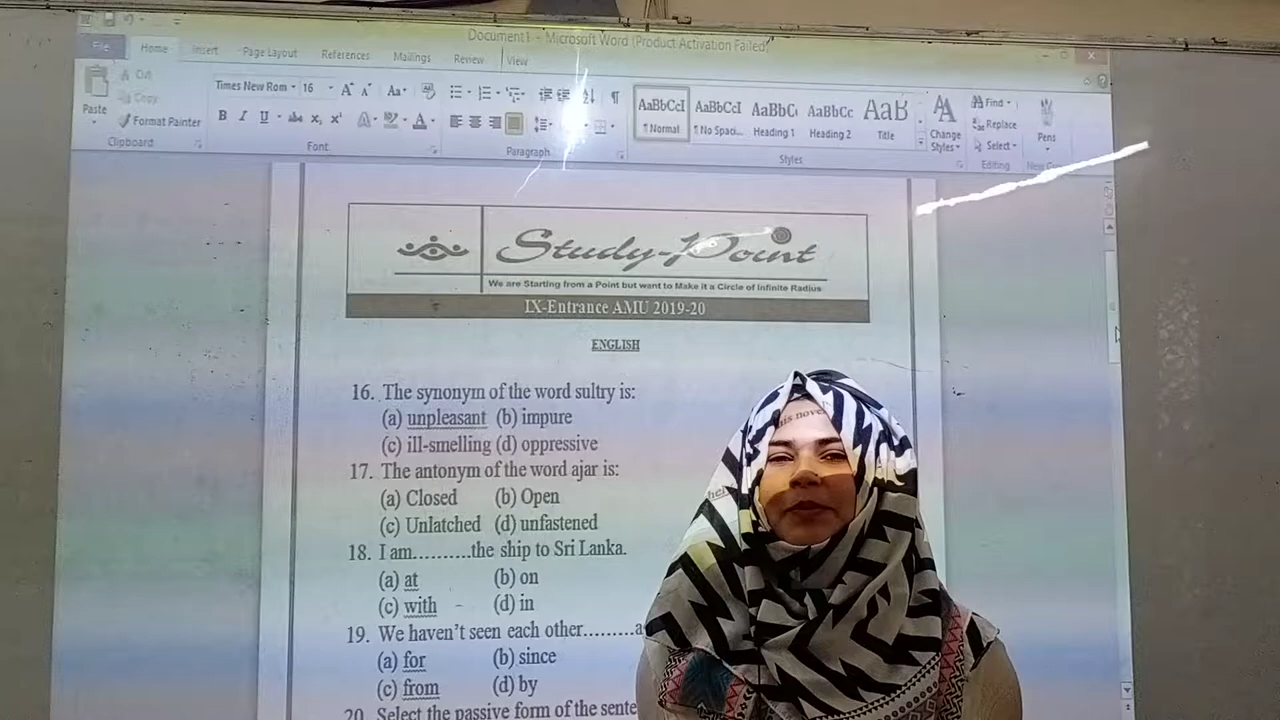 Document1 - Microsoft Word (Product Activation Failed)
File Home Insert Page Layout References Mailings Review View
Cut
Copy
Format Painter
Paste
Clipboard
Times New Rom 16
B I U abc x₂ x² A A
Font
Paragraph
AaBbCcI AaBbCcI AaBbC AaBbCc AaB
¶ Normal ¶ No Spaci... Heading 1 Heading 2 Title
Change Styles
Styles
Find
Replace
Select
Editing
Pens
Study-Point
We are Starting from a Point but want to Make it a Circle of Infinite Radius
IX-Entrance AMU 2019-20
ENGLISH
16. The synonym of the word sultry is:
(a) unpleasant (b) impure
(c) ill-smelling (d) oppressive
17. The antonym of the word ajar is:
(a) Closed (b) Open
(c) Unlatched (d) unfastened
18. I am..........the ship to Sri Lanka.
(a) at (b) on
(c) with (d) in
19. We haven't seen each other.........a
(a) for (b) since
(c) from (d) by
20. Select the passive form of the sente